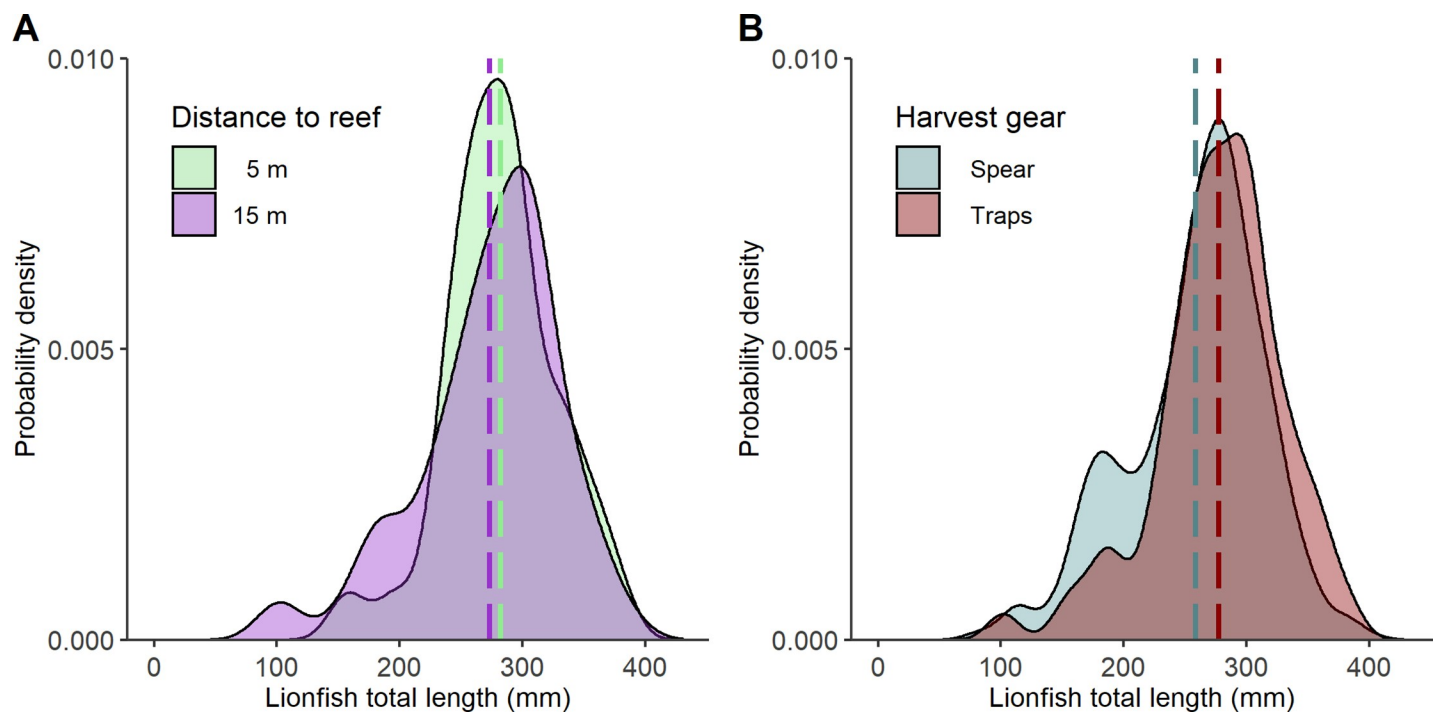 A
0.010
0.005
0.000
Probability density
Distance to reef
5 m
15 m
0
100
200
300
400
Lionfish total length (mm)
B
0.010
0.005
0.000
Probability density
Harvest gear
Spear
Traps
0
100
200
300
400
Lionfish total length (mm)